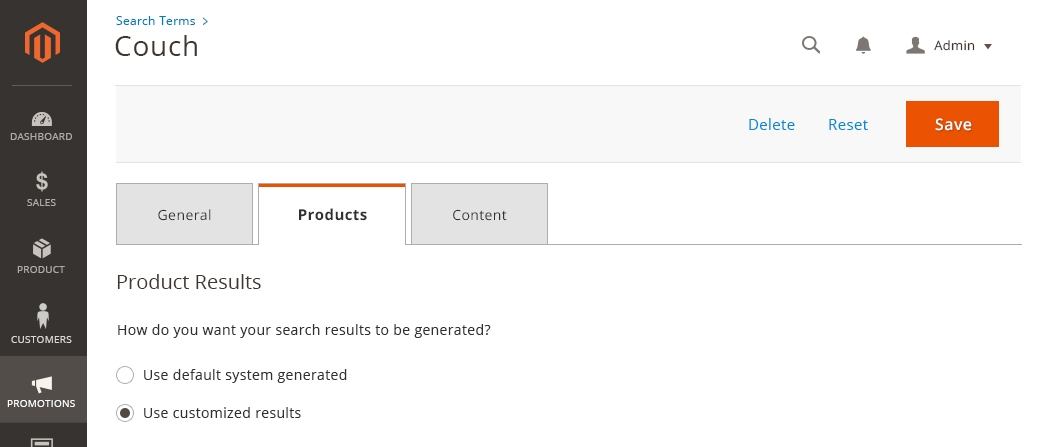 Search Terms >
Couch
Admin
DASHBOARD
SALES
PRODUCT
CUSTOMERS
PROMOTIONS
Delete
Reset
Save
General
Products
Content
Product Results
How do you want your search results to be generated?
Use default system generated
Use customized results